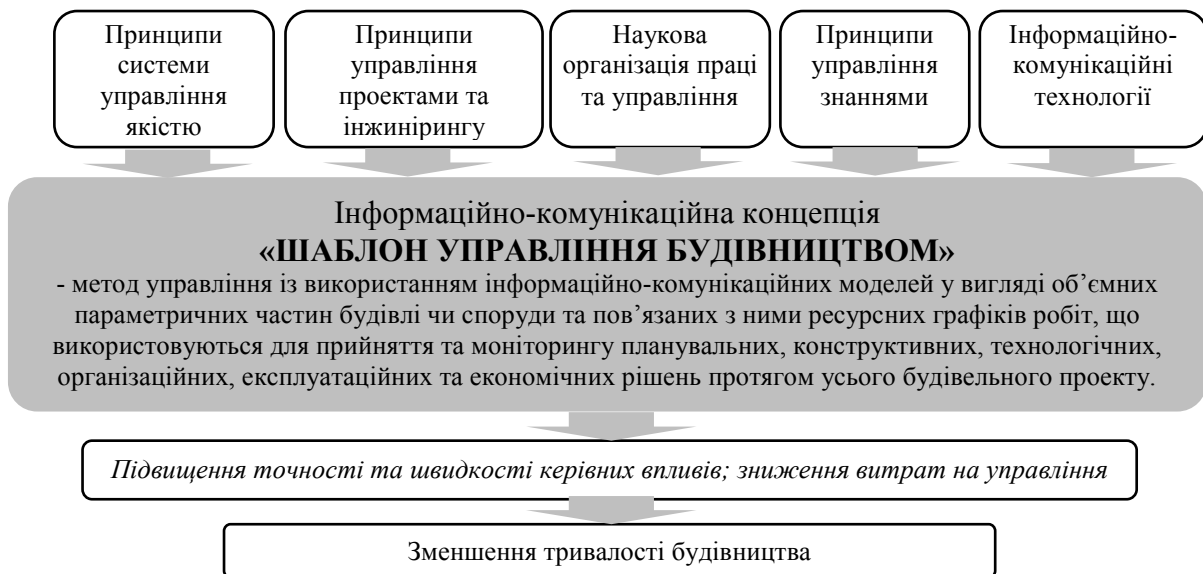 Принципи
системи
управління
якістю
Принципи
управління
проектами та
інжинірингу
Наукова
організація праці
та управління
Принципи
управління
знаннями
Інформаційно-
комунікаційні
технології
Інформаційно-комунікаційна концепція
«ШАБЛОН УПРАВЛІННЯ БУДІВНИЦТВОМ»
- метод управління із використанням інформаційно-комунікаційних моделей у вигляді об’ємних
параметричних частин будівлі чи споруди та пов’язаних з ними ресурсних графіків робіт, що
використовуються для прийняття та моніторингу планувальних, конструктивних, технологічних,
організаційних, експлуатаційних та економічних рішень протягом усього будівельного проекту.
Підвищення точності та швидкості керівних впливів; зниження витрат на управління
Зменшення тривалості будівництва